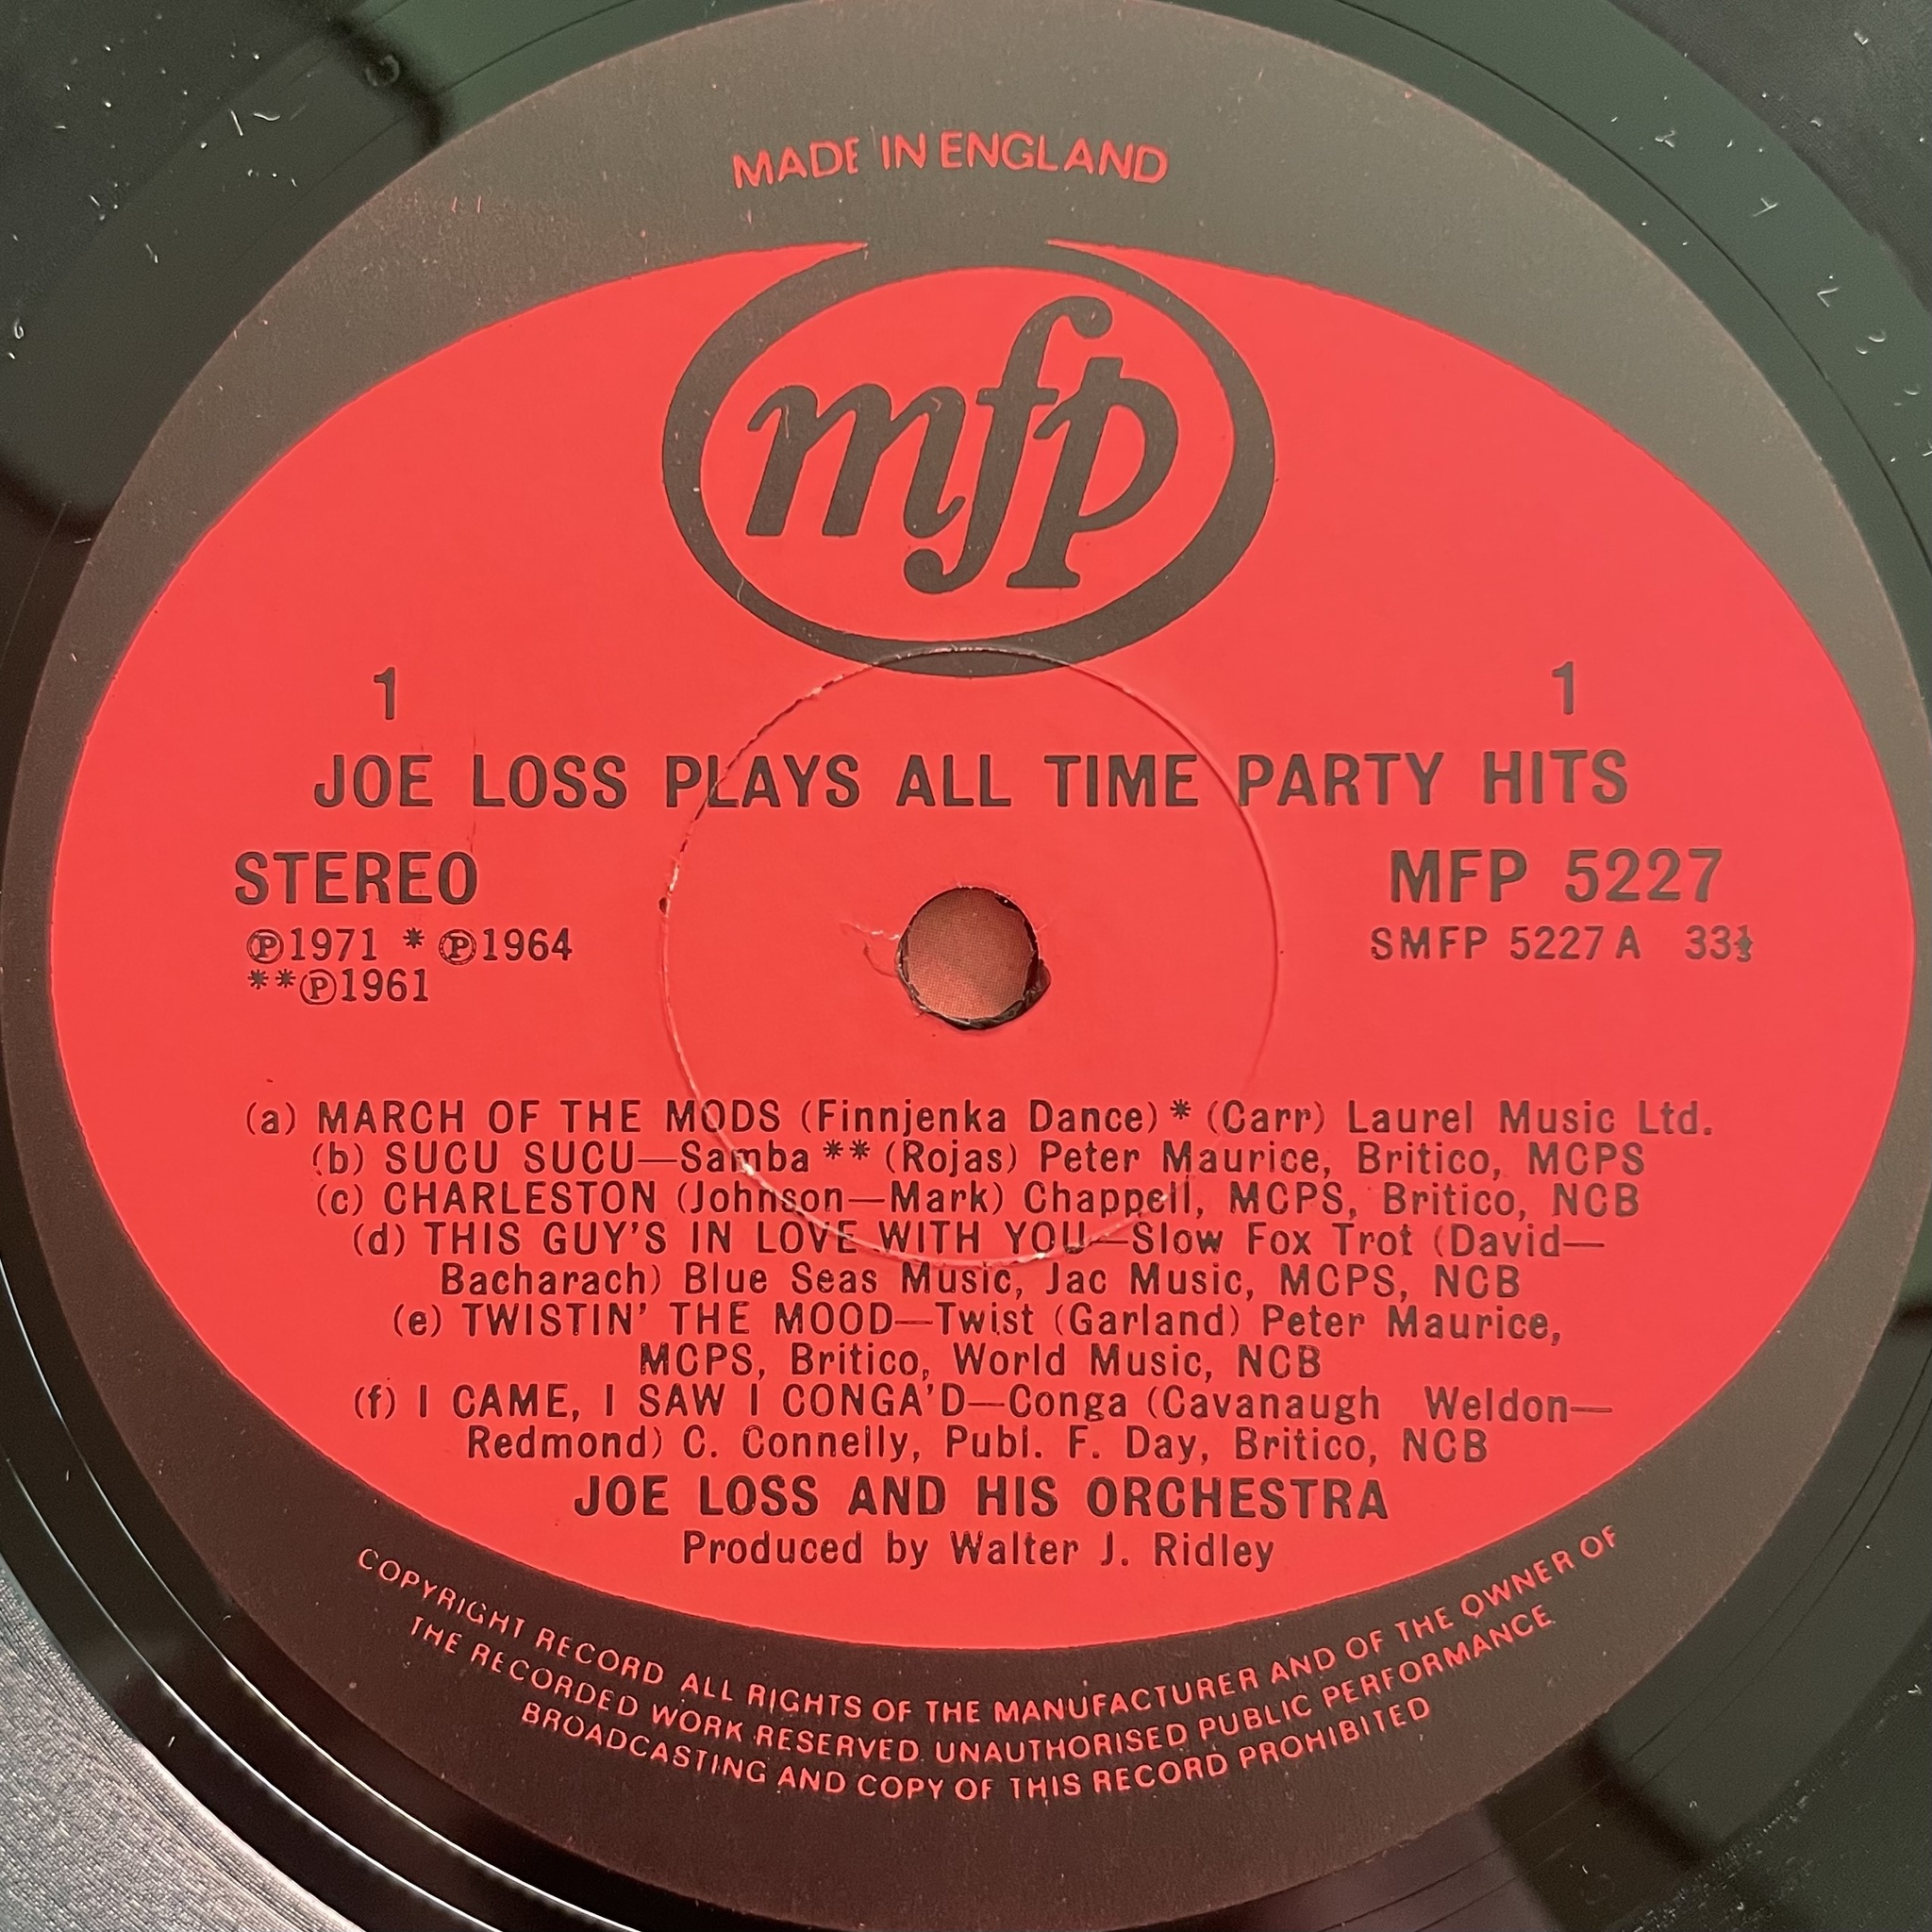 MADE IN ENGLAND
mfp
1 1
JOE LOSS PLAYS ALL TIME PARTY HITS
STEREO MFP 5227
Ⓟ1971 * Ⓟ1964 SMFP 5227 A 33⅓
**Ⓟ1961
(a) MARCH OF THE MODS (Finnjenka Dance) * (Carr) Laurel Music Ltd.
(b) SUCU SUCU—Samba ** (Rojas) Peter Maurice, Britico, MCPS
(c) CHARLESTON (Johnson—Mark) Chappell, MCPS, Britico, NCB
(d) THIS GUY'S IN LOVE WITH YOU—Slow Fox Trot (David—
Bacharach) Blue Seas Music, Jac Music, MCPS, NCB
(e) TWISTIN' THE MOOD—Twist (Garland) Peter Maurice,
MCPS, Britico, World Music, NCB
(f) I CAME, I SAW I CONGA'D—Conga (Cavanaugh Weldon—
Redmond) C. Connelly, Publ. F. Day, Britico, NCB
JOE LOSS AND HIS ORCHESTRA
Produced by Walter J. Ridley
COPYRIGHT RECORD ALL RIGHTS OF THE MANUFACTURER AND OF THE OWNER OF
THE RECORDED WORK RESERVED. UNAUTHORISED PUBLIC PERFORMANCE
BROADCASTING AND COPY OF THIS RECORD PROHIBITED